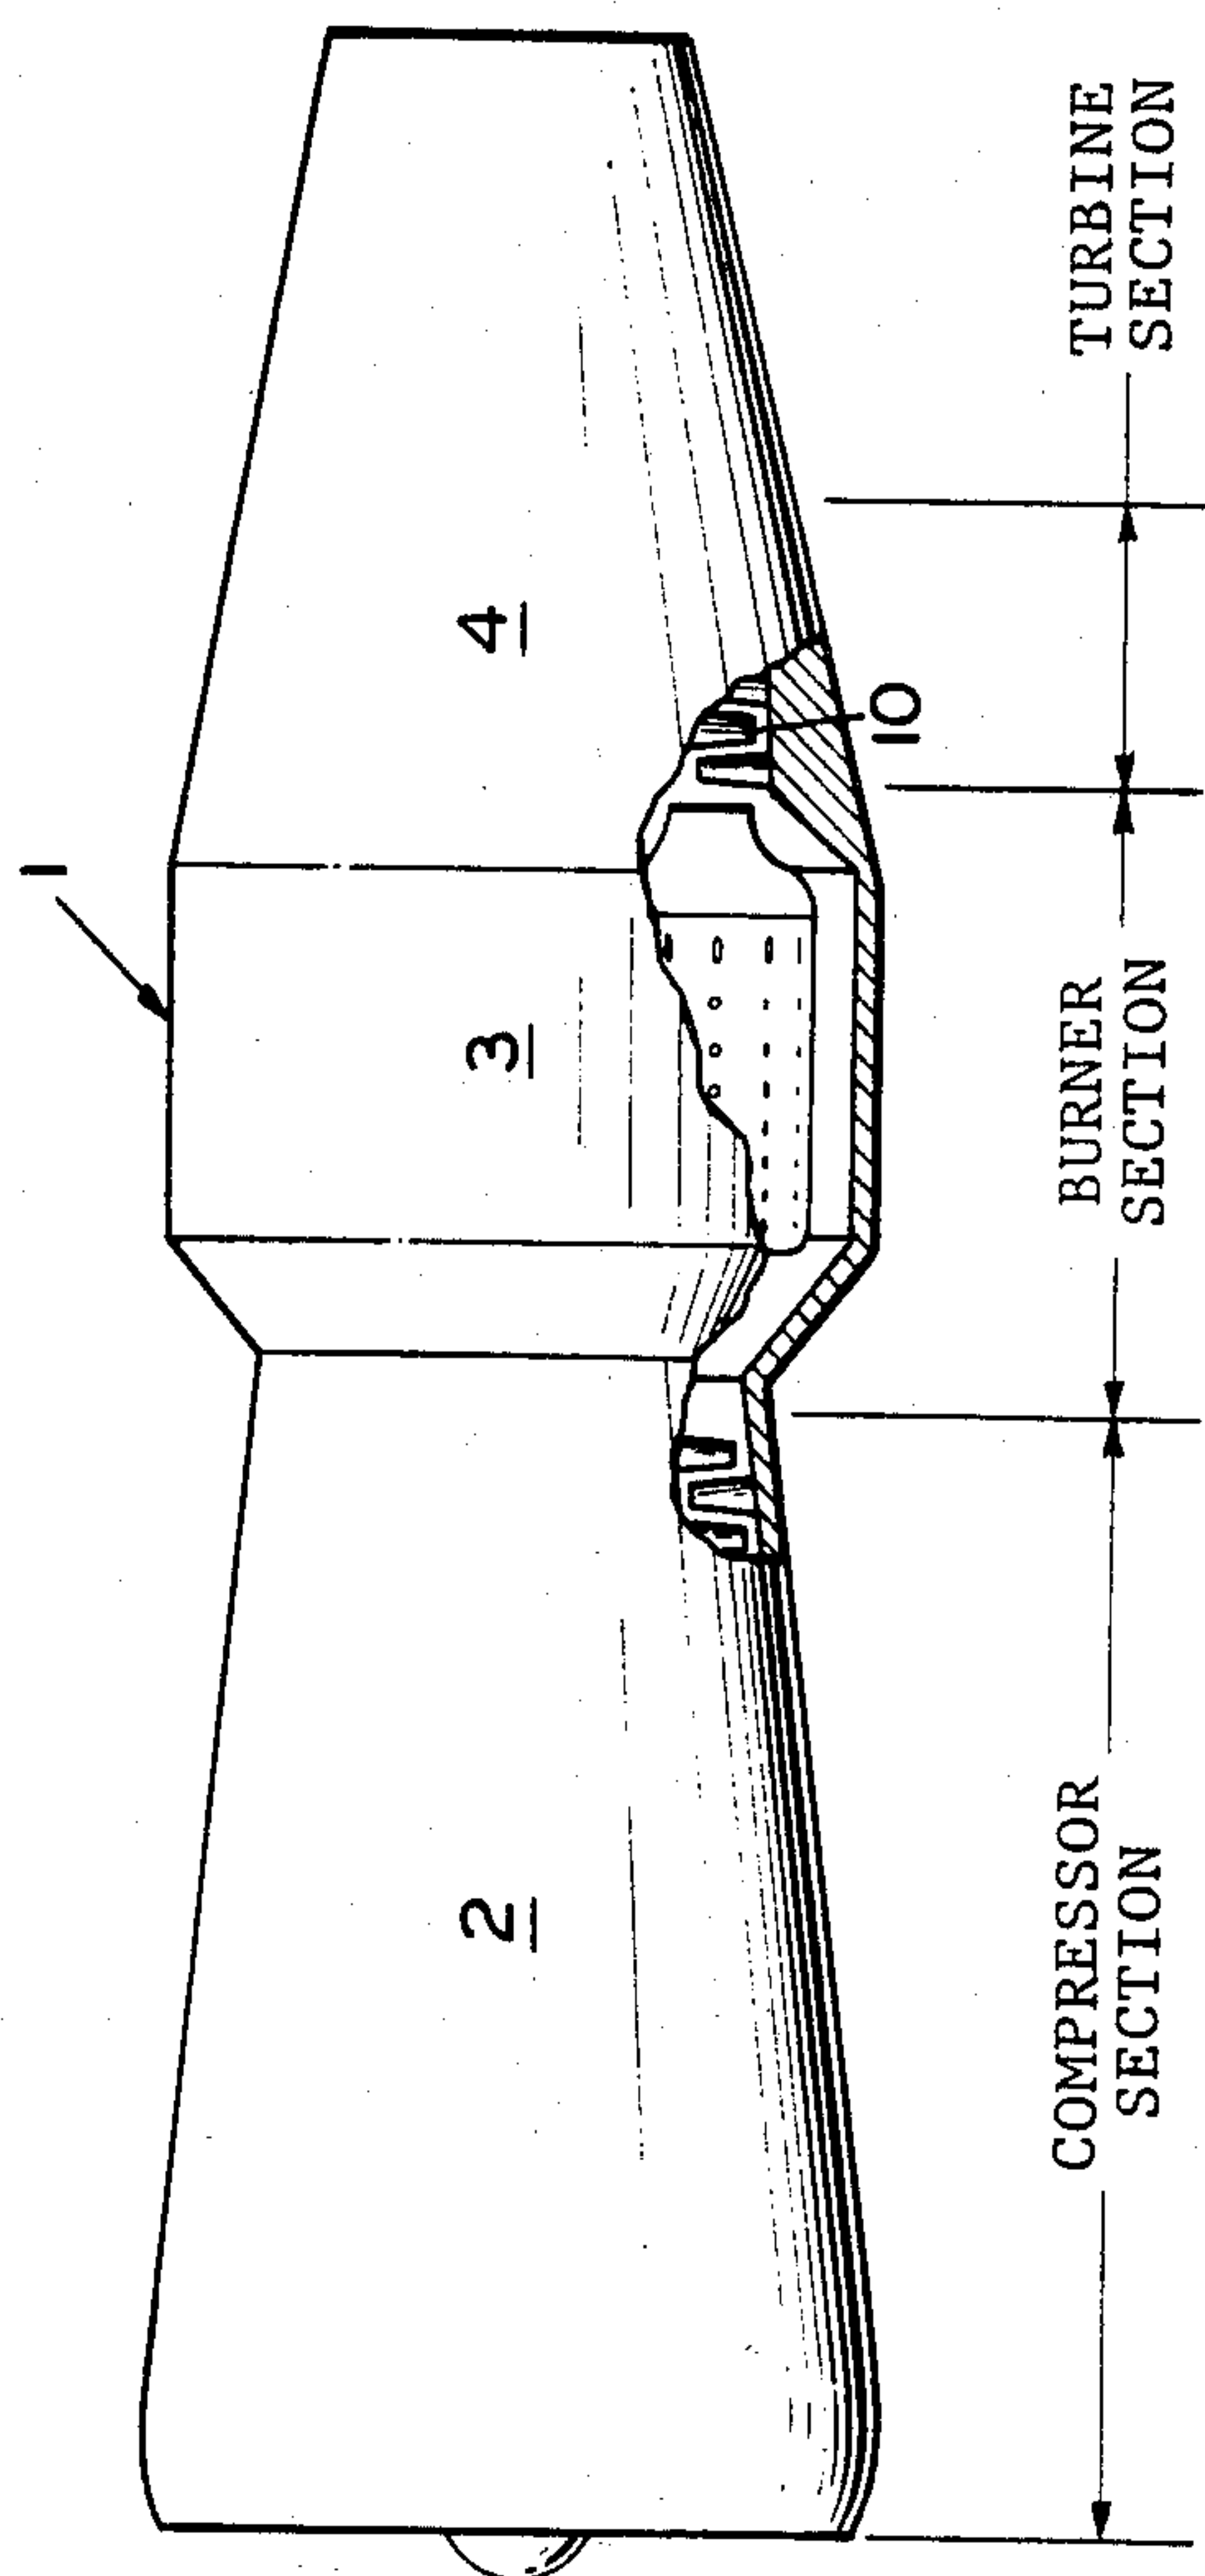 1
2
3
4
10
COMPRESSOR
SECTION
BURNER
SECTION
TURBINE
SECTION